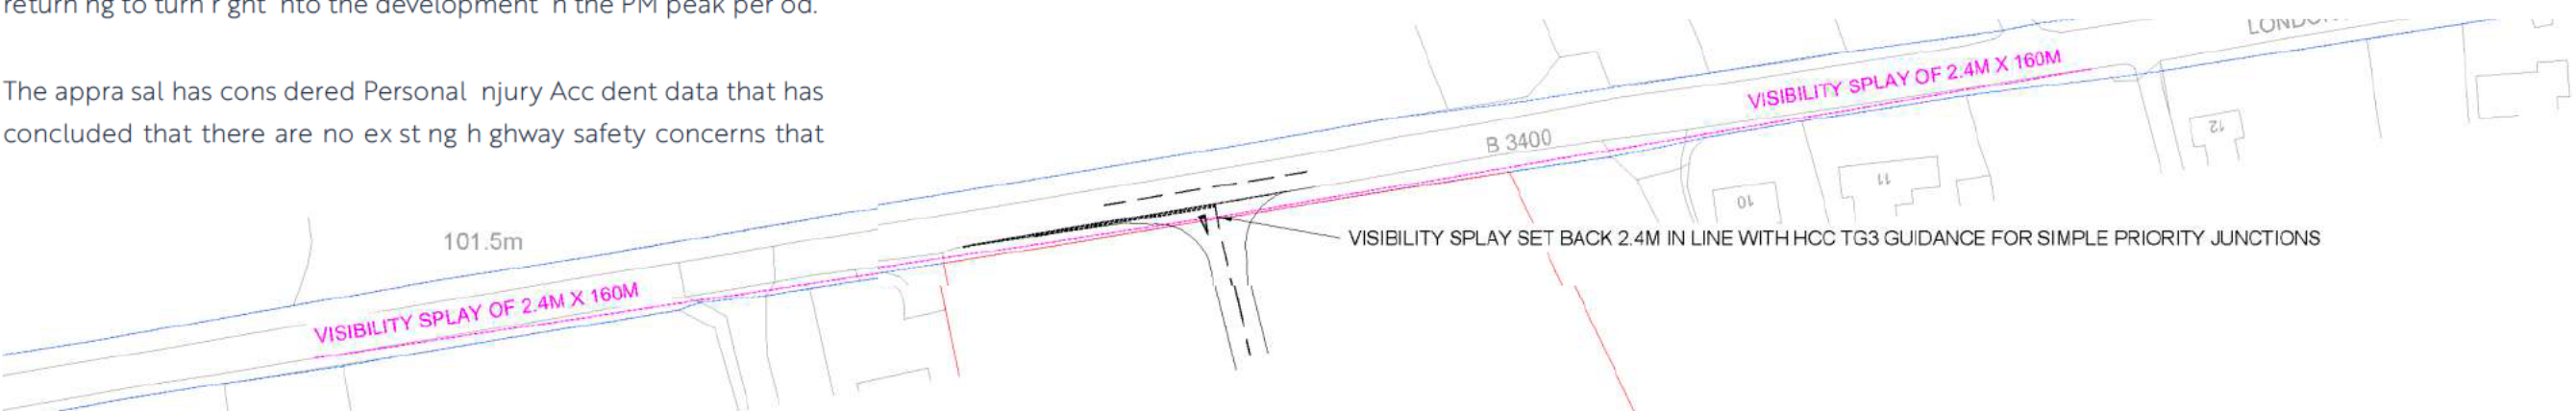 return ng to turn r ght nto the development n the PM peak per od.
The appra sal has cons dered Personal njury Acc dent data that has
concluded that there are no ex st ng h ghway safety concerns that
VISIBILITY SPLAY OF 2.4M X 160M
B 3400
10
11
12
101.5m
VISIBILITY SPLAY SET BACK 2.4M IN LINE WITH HCC TG3 GUIDANCE FOR SIMPLE PRIORITY JUNCTIONS
VISIBILITY SPLAY OF 2.4M X 160M